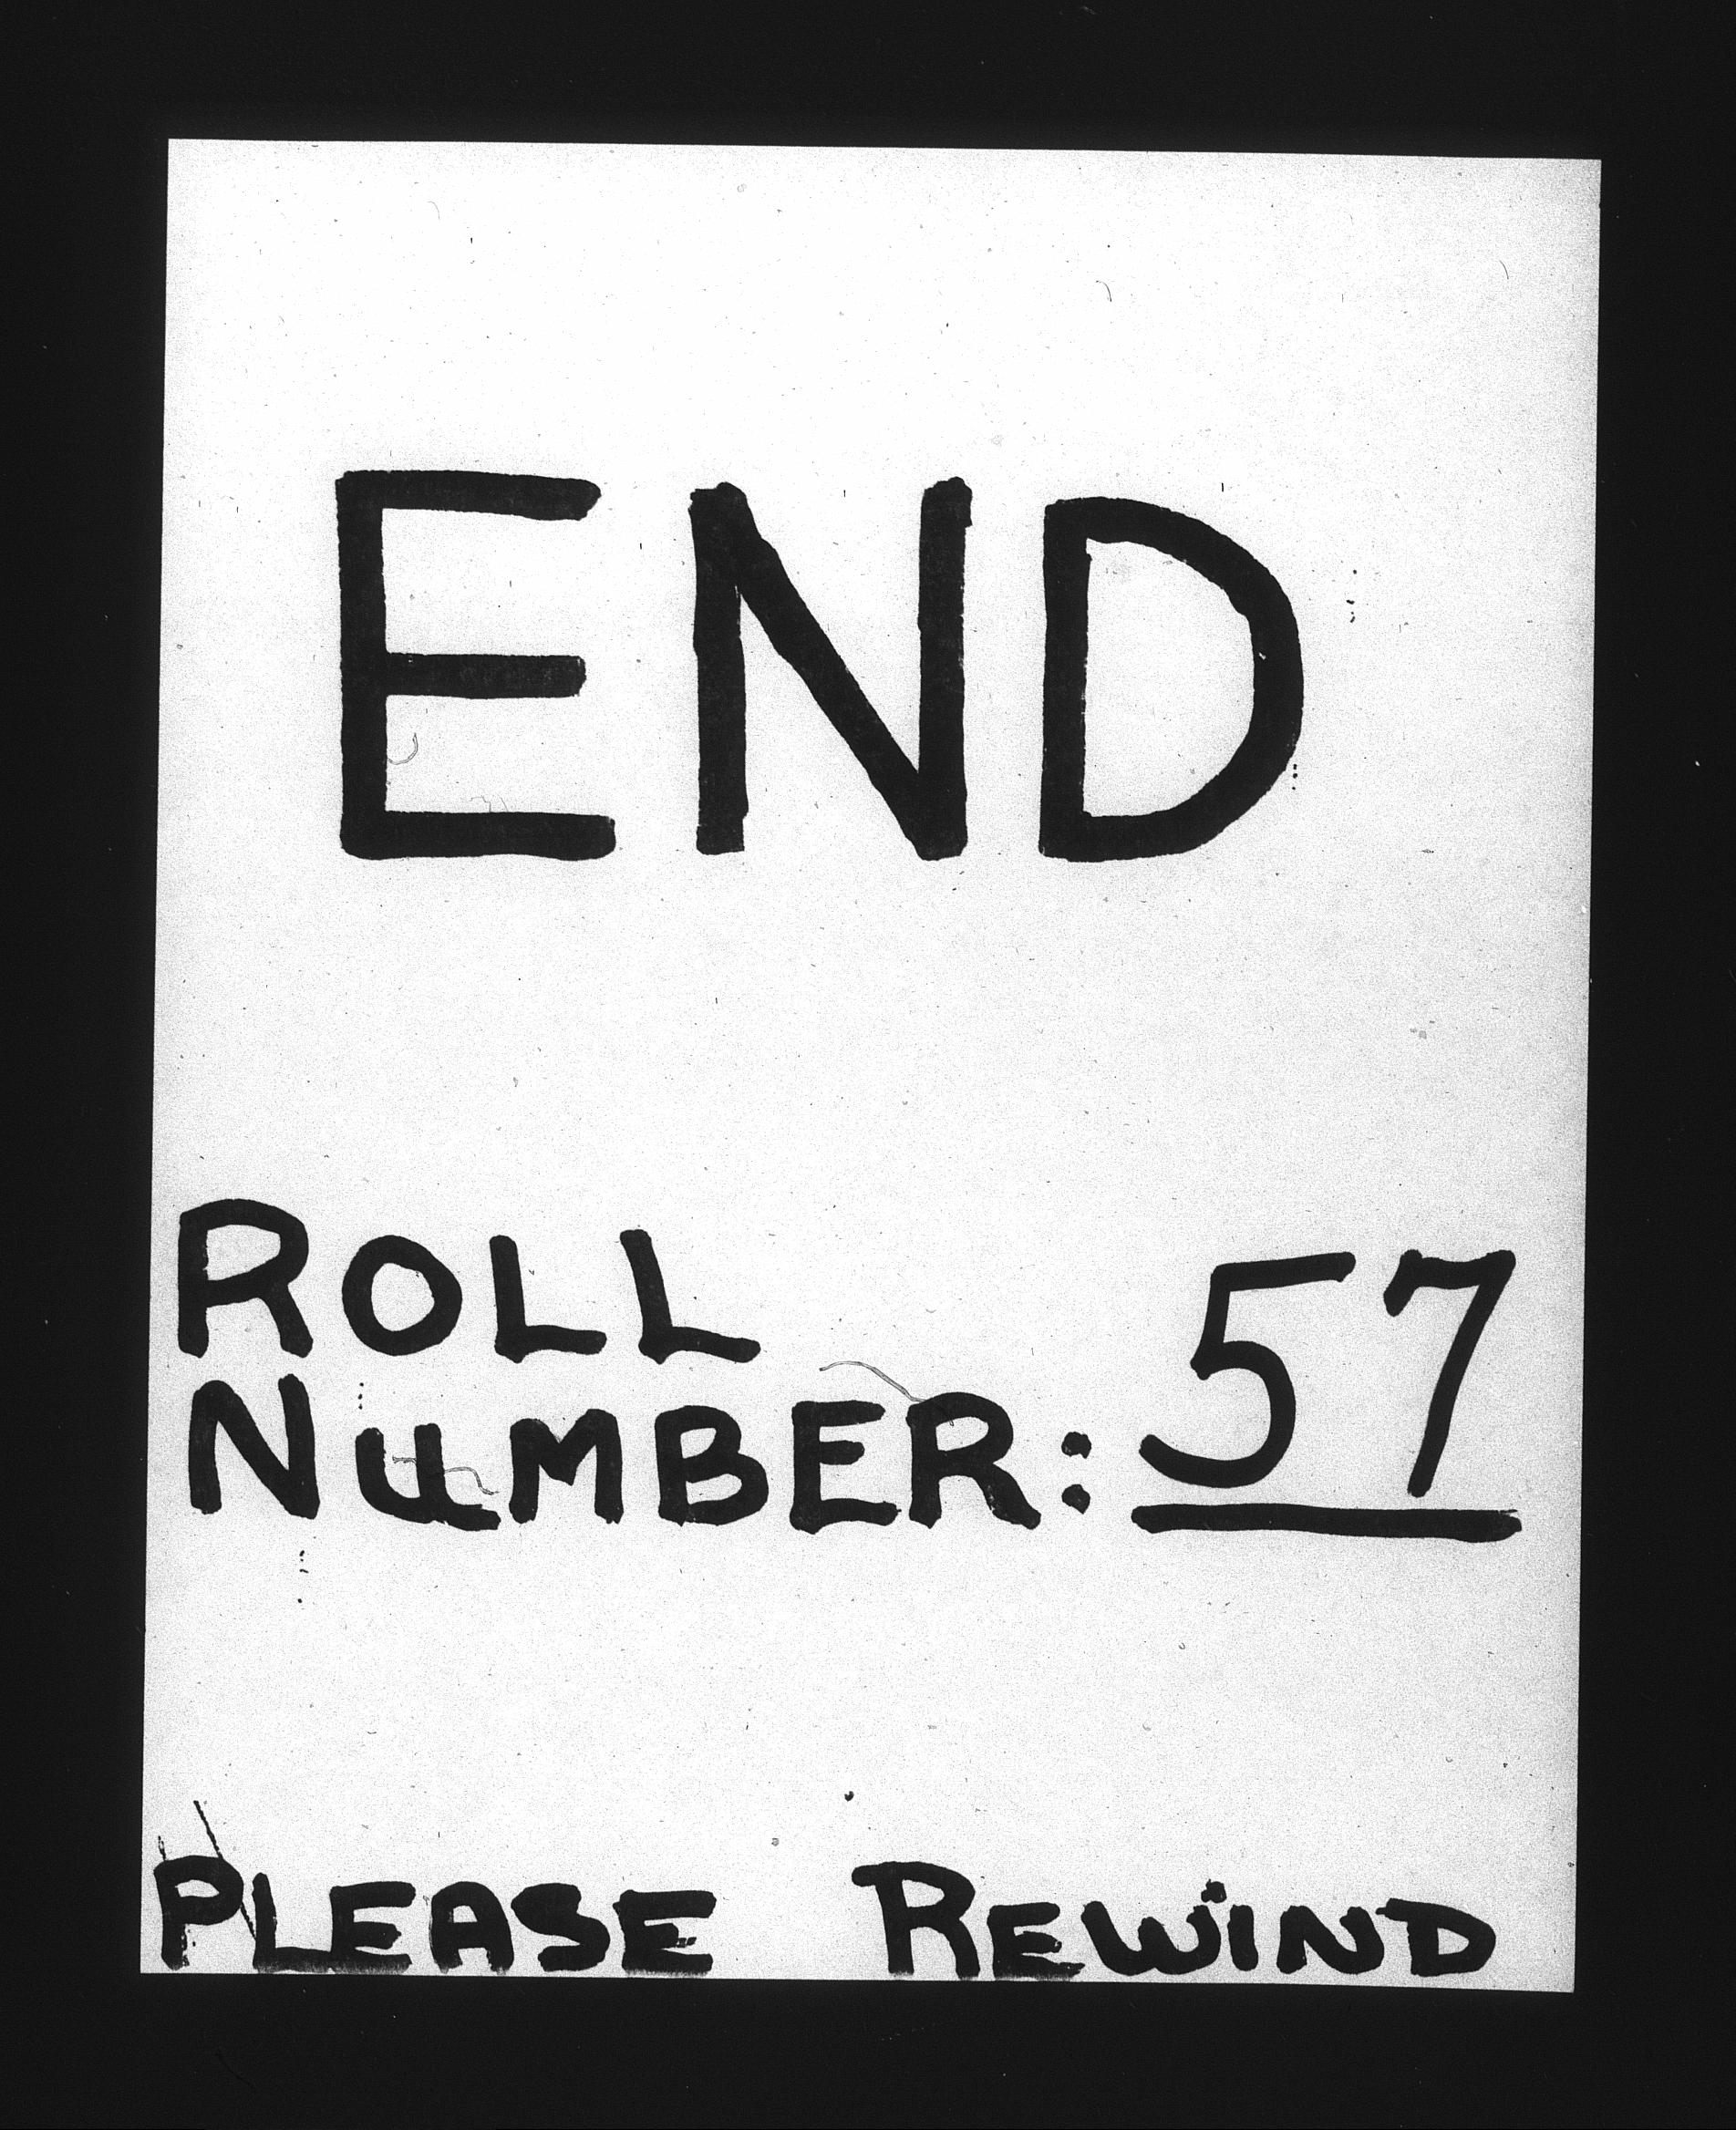 END
ROLL
NUMBER: 57
PLEASE REWIND